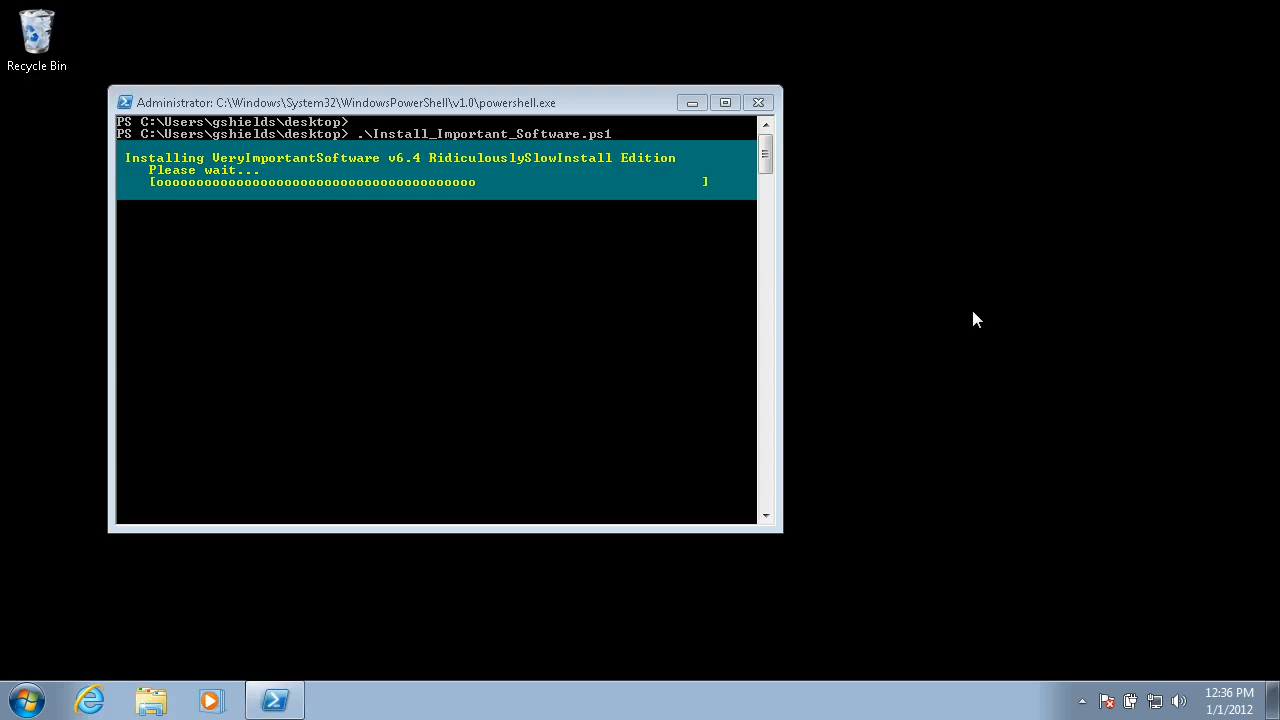 Recycle Bin
Administrator: C:\Windows\System32\WindowsPowerShell\v1.0\powershell.exe
PS C:\Users\gshields\desktop>
PS C:\Users\gshields\desktop> .\Install_Important_Software.ps1
Installing VeryImportantSoftware v6.4 RidiculouslySlowInstall Edition
Please wait...
[oooooooooooooooooooooooooooooooooooooooo                            ]
12:36 PM
1/1/2012